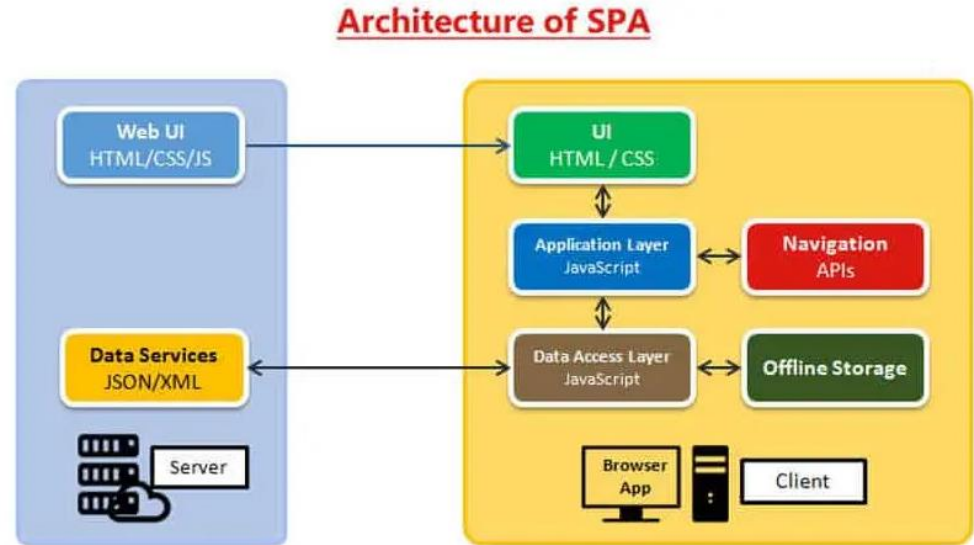 Architecture of SPA
Web UI
HTML/CSS/JS
Data Services
JSON/XML
Server
UI
HTML / CSS
Application Layer
JavaScript
Navigation
APIs
Data Access Layer
JavaScript
Offline Storage
Browser
App
Client